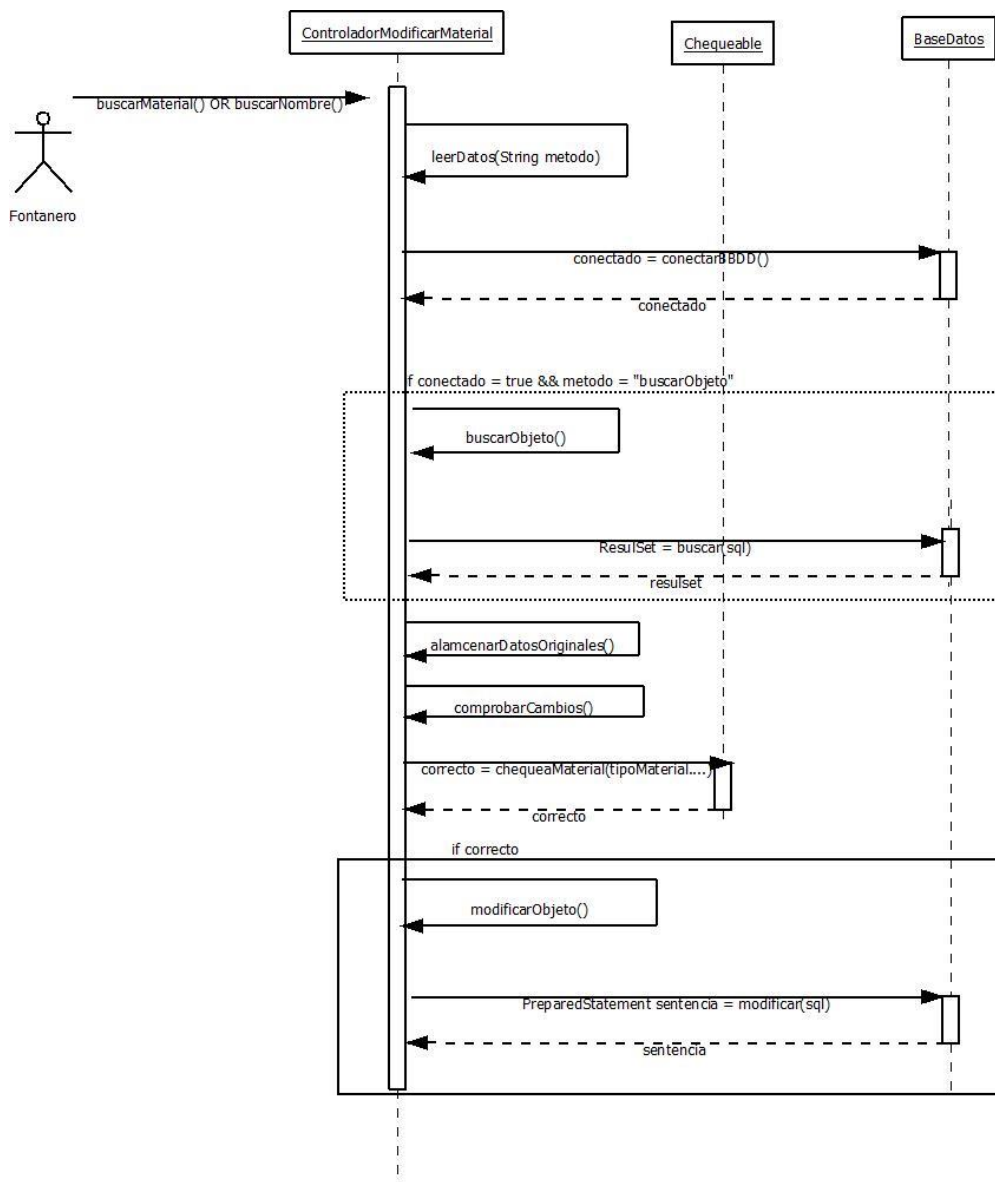 ControladorModificarMaterial
Chequeable
BaseDatos
buscarMaterial() OR buscarNombre()
Fontanero
leerDatos(String metodo)
conectado = conectarBBDD()
conectado
f conectado = true && metodo = "buscarObjeto"
buscarObjeto()
ResulSet = buscar(sql)
resulset
alamcenarDatosOriginales()
comprobarCambios()
correcto = chequeaMaterial(tipoMaterial....)
correcto
if correcto
modificarObjeto()
PreparedStatement sentencia = modificar(sql)
sentencia